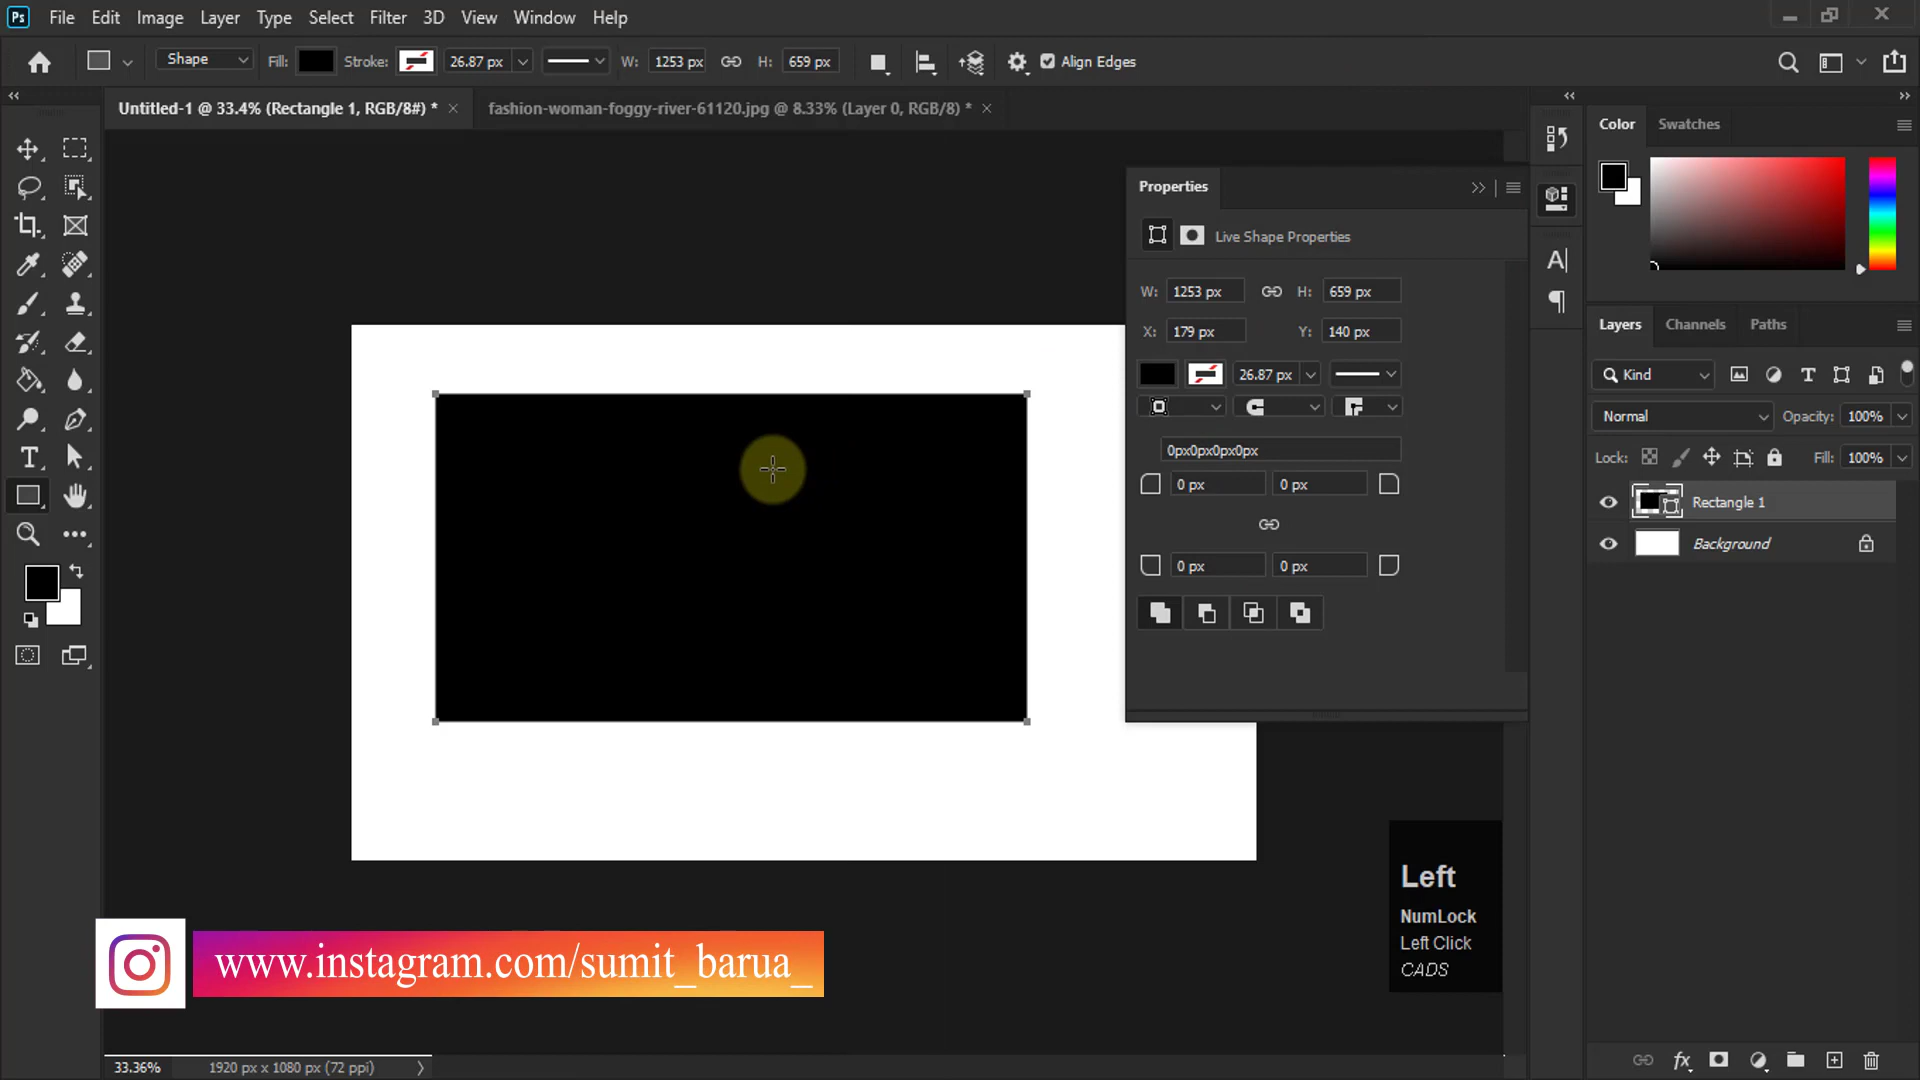 Ps File Edit Image Layer Type Select Filter 3D View Window Help
Shape Fill: Stroke: 26.87 px W: 1253 px H: 659 px Align Edges
Untitled-1 @ 33.4% (Rectangle 1, RGB/8#) * fashion-woman-foggy-river-61120.jpg @ 8.33% (Layer 0, RGB/8) *
Color Swatches
Properties
Live Shape Properties
W: 1253 px H: 659 px
X: 179 px Y: 140 px
26.87 px
0px0px0px0px
0 px 0 px
0 px 0 px
Layers Channels Paths
Kind
Normal Opacity: 100%
Lock: Fill: 100%
Rectangle 1
Background
Left
NumLock
Left Click
CADS
www.instagram.com/sumit_barua_
33.36% 1920 px x 1080 px (72 ppi)